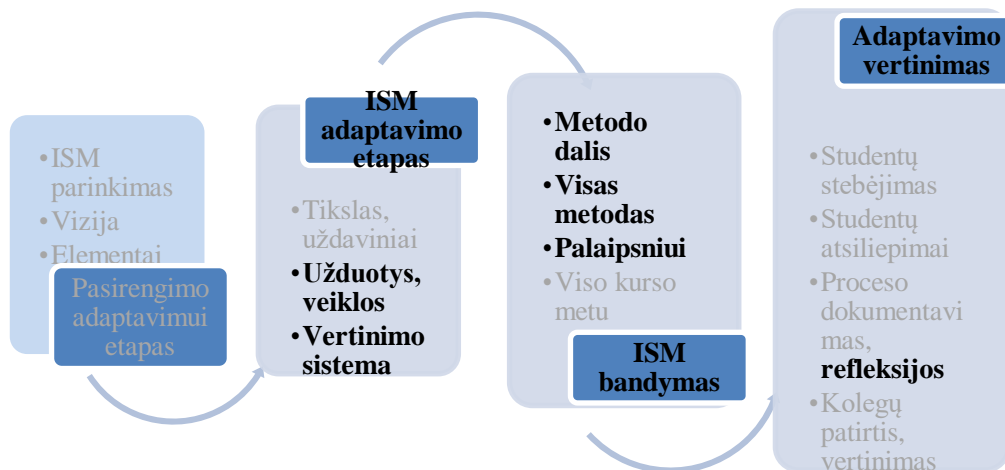 •ISM
parinkimas
•Vizija
•Elementai
Pasirengimo
adaptavimui
etapas
ISM
adaptavimo
etapas
•Tikslas,
uždaviniai
•Užduotys,
veiklos
•Vertinimo
sistema
•Metodo
dalis
•Visas
metodas
•Palaipsniui
•Viso kurso
metu
ISM
bandymas
Adaptavimo
vertinimas
•Studentų
stebėjimas
•Studentų
atsiliepimai
•Proceso
dokumentavi
mas,
refleksijos
•Kolegų
patirtis,
vertinimas